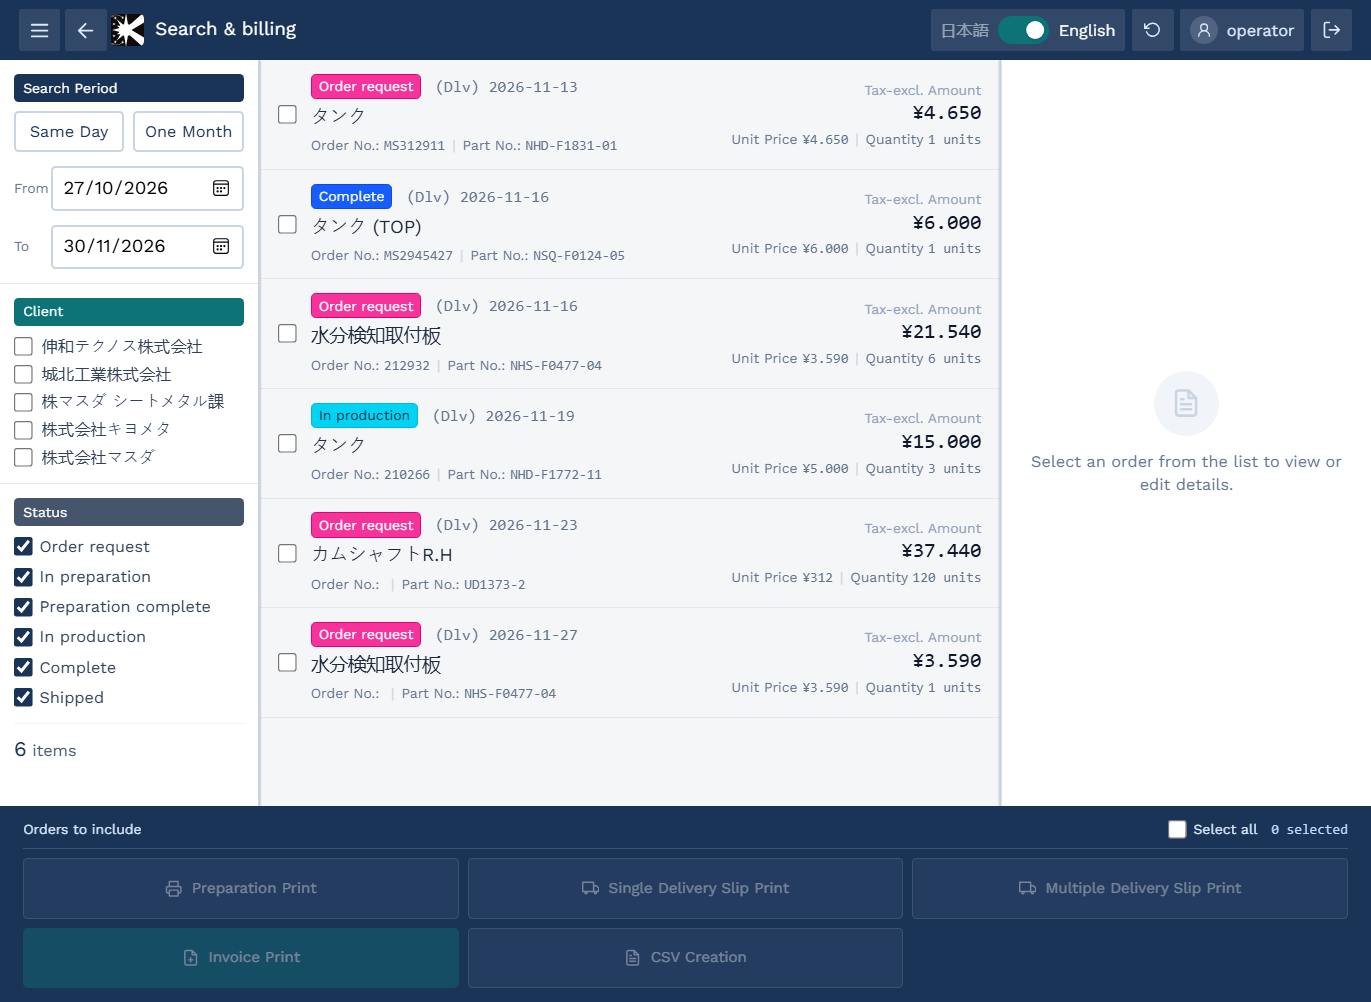 Search & billing
日本語
English
operator
Search Period
Same Day
One Month
From
27/10/2026
To
30/11/2026
Client
伸和テクノス株式会社
城北工業株式会社
株マスダ シートメタル課
株式会社キヨメタ
株式会社マスダ
Status
Order request
In preparation
Preparation complete
In production
Complete
Shipped
6 items
Order request (Dlv) 2026-11-13
タンク
Order No.: MS312911 | Part No.: NHD-F1831-01
Tax-excl. Amount
¥4.650
Unit Price ¥4.650 | Quantity 1 units
Complete (Dlv) 2026-11-16
タンク (TOP)
Order No.: MS2945427 | Part No.: NSQ-F0124-05
Tax-excl. Amount
¥6.000
Unit Price ¥6.000 | Quantity 1 units
Order request (Dlv) 2026-11-16
水分検知取付板
Order No.: 212932 | Part No.: NHS-F0477-04
Tax-excl. Amount
¥21.540
Unit Price ¥3.590 | Quantity 6 units
In production (Dlv) 2026-11-19
タンク
Order No.: 210266 | Part No.: NHD-F1772-11
Tax-excl. Amount
¥15.000
Unit Price ¥5.000 | Quantity 3 units
Order request (Dlv) 2026-11-23
カムシャフトR.H
Order No.: | Part No.: UD1373-2
Tax-excl. Amount
¥37.440
Unit Price ¥312 | Quantity 120 units
Order request (Dlv) 2026-11-27
水分検知取付板
Order No.: | Part No.: NHS-F0477-04
Tax-excl. Amount
¥3.590
Unit Price ¥3.590 | Quantity 1 units
Select an order from the list to view or
edit details.
Orders to include
Select all
0 selected
Preparation Print
Single Delivery Slip Print
Multiple Delivery Slip Print
Invoice Print
CSV Creation